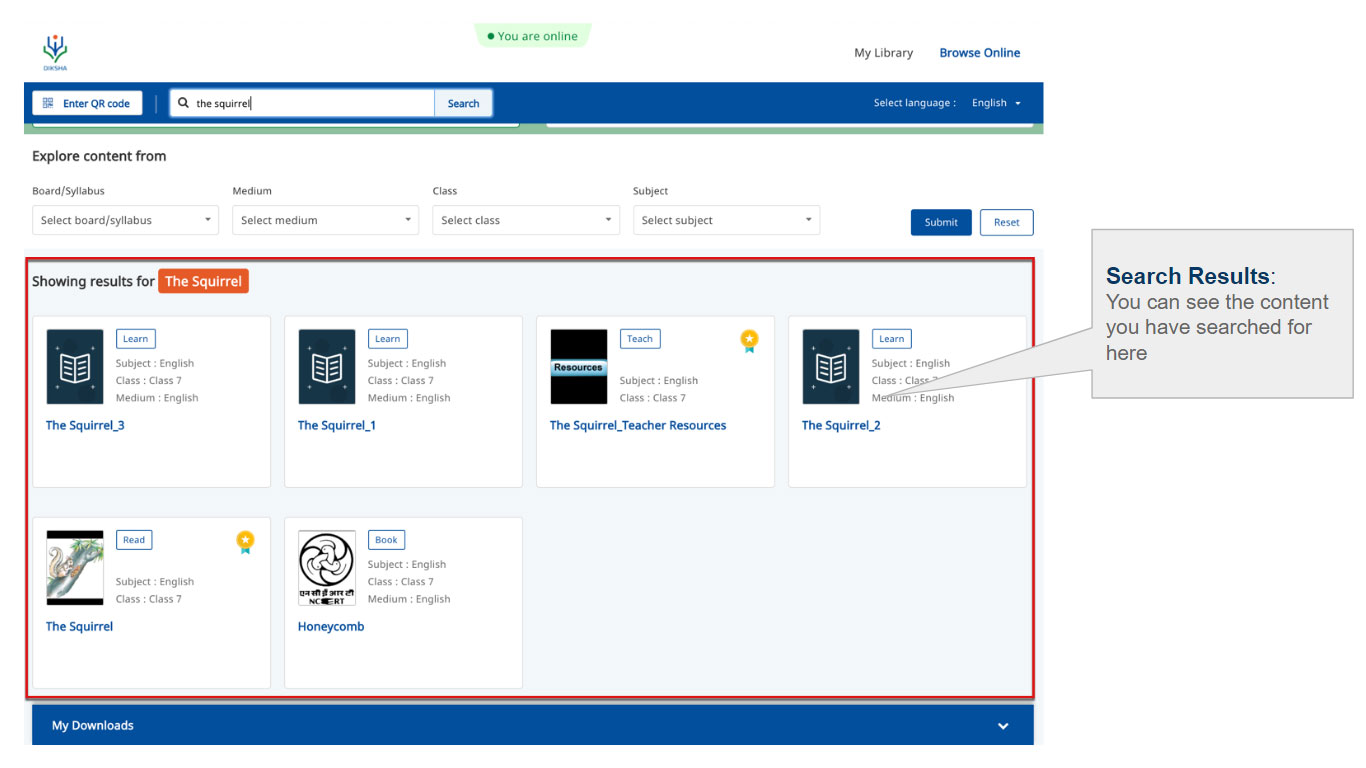 You are online
DIKSHA
My Library
Browse Online
Enter QR code
the squirrel
Search
Select language :
English
Explore content from
Board/Syllabus
Medium
Class
Subject
Select board/syllabus
Select medium
Select class
Select subject
Submit
Reset
Showing results for The Squirrel
Learn
Subject : English
Class : Class 7
Medium : English
The Squirrel_3
Learn
Subject : English
Class : Class 7
Medium : English
The Squirrel_1
Resources
Teach
Subject : English
Class : Class 7
The Squirrel_Teacher Resources
Learn
Subject : English
Class : Class 7
Medium : English
The Squirrel_2
Read
Subject : English
Class : Class 7
The Squirrel
एन सी ई आर टी
NCERT
Book
Subject : English
Class : Class 7
Medium : English
Honeycomb
My Downloads
Search Results:
You can see the content
you have searched for
here